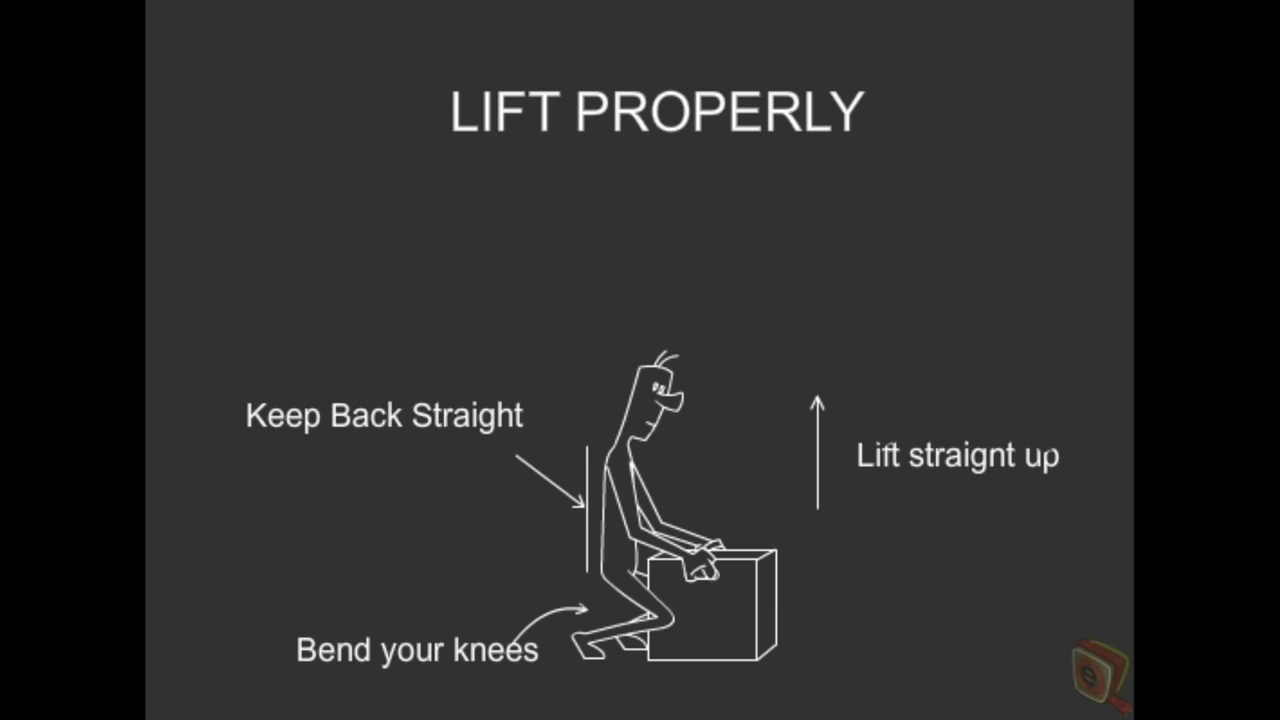 LIFT PROPERLY
Keep Back Straight
Lift straignt up
Bend your knees